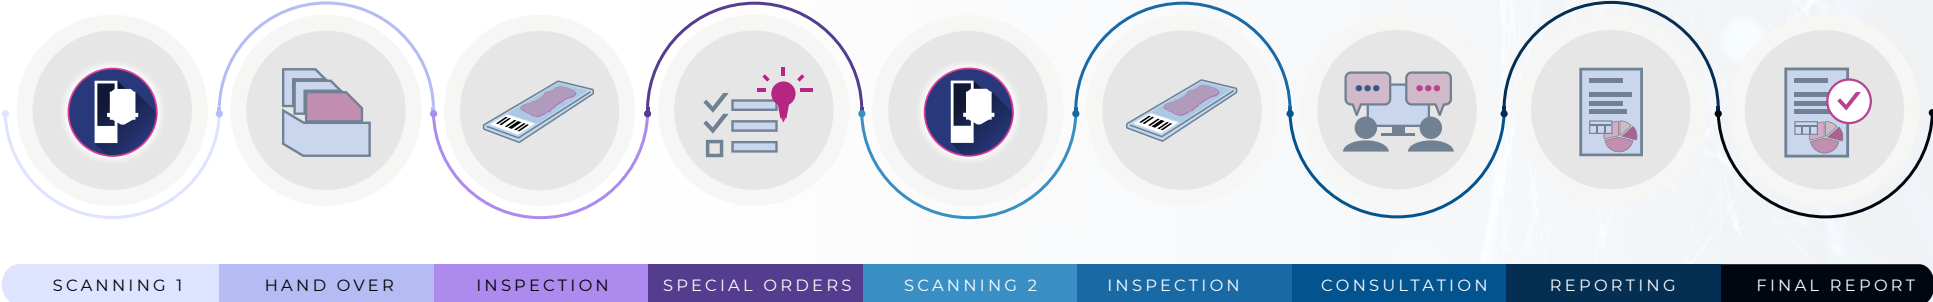 SCANNING 1
HAND OVER
INSPECTION
SPECIAL ORDERS
SCANNING 2
INSPECTION
CONSULTATION
REPORTING
FINAL REPORT